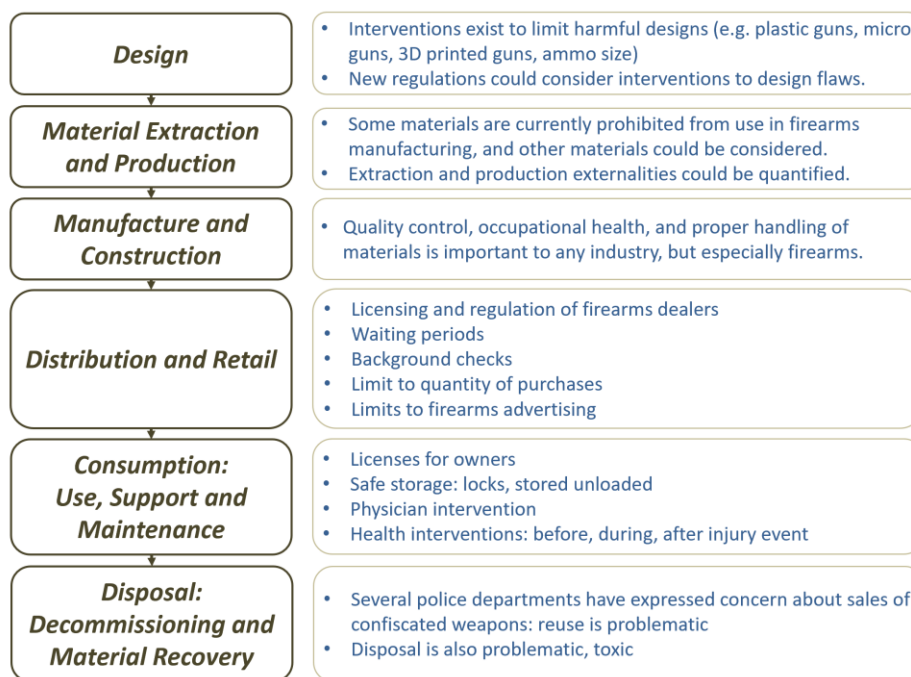 Design
• Interventions exist to limit harmful designs (e.g. plastic guns, micro
guns, 3D printed guns, ammo size)
• New regulations could consider interventions to design flaws.
Material Extraction
and Production
• Some materials are currently prohibited from use in firearms
manufacturing, and other materials could be considered.
• Extraction and production externalities could be quantified.
Manufacture and
Construction
• Quality control, occupational health, and proper handling of
materials is important to any industry, but especially firearms.
Distribution and Retail
• Licensing and regulation of firearms dealers
• Waiting periods
• Background checks
• Limit to quantity of purchases
• Limits to firearms advertising
Consumption:
Use, Support and
Maintenance
• Licenses for owners
• Safe storage: locks, stored unloaded
• Physician intervention
• Health interventions: before, during, after injury event
Disposal:
Decommissioning and
Material Recovery
• Several police departments have expressed concern about sales of
confiscated weapons: reuse is problematic
• Disposal is also problematic, toxic